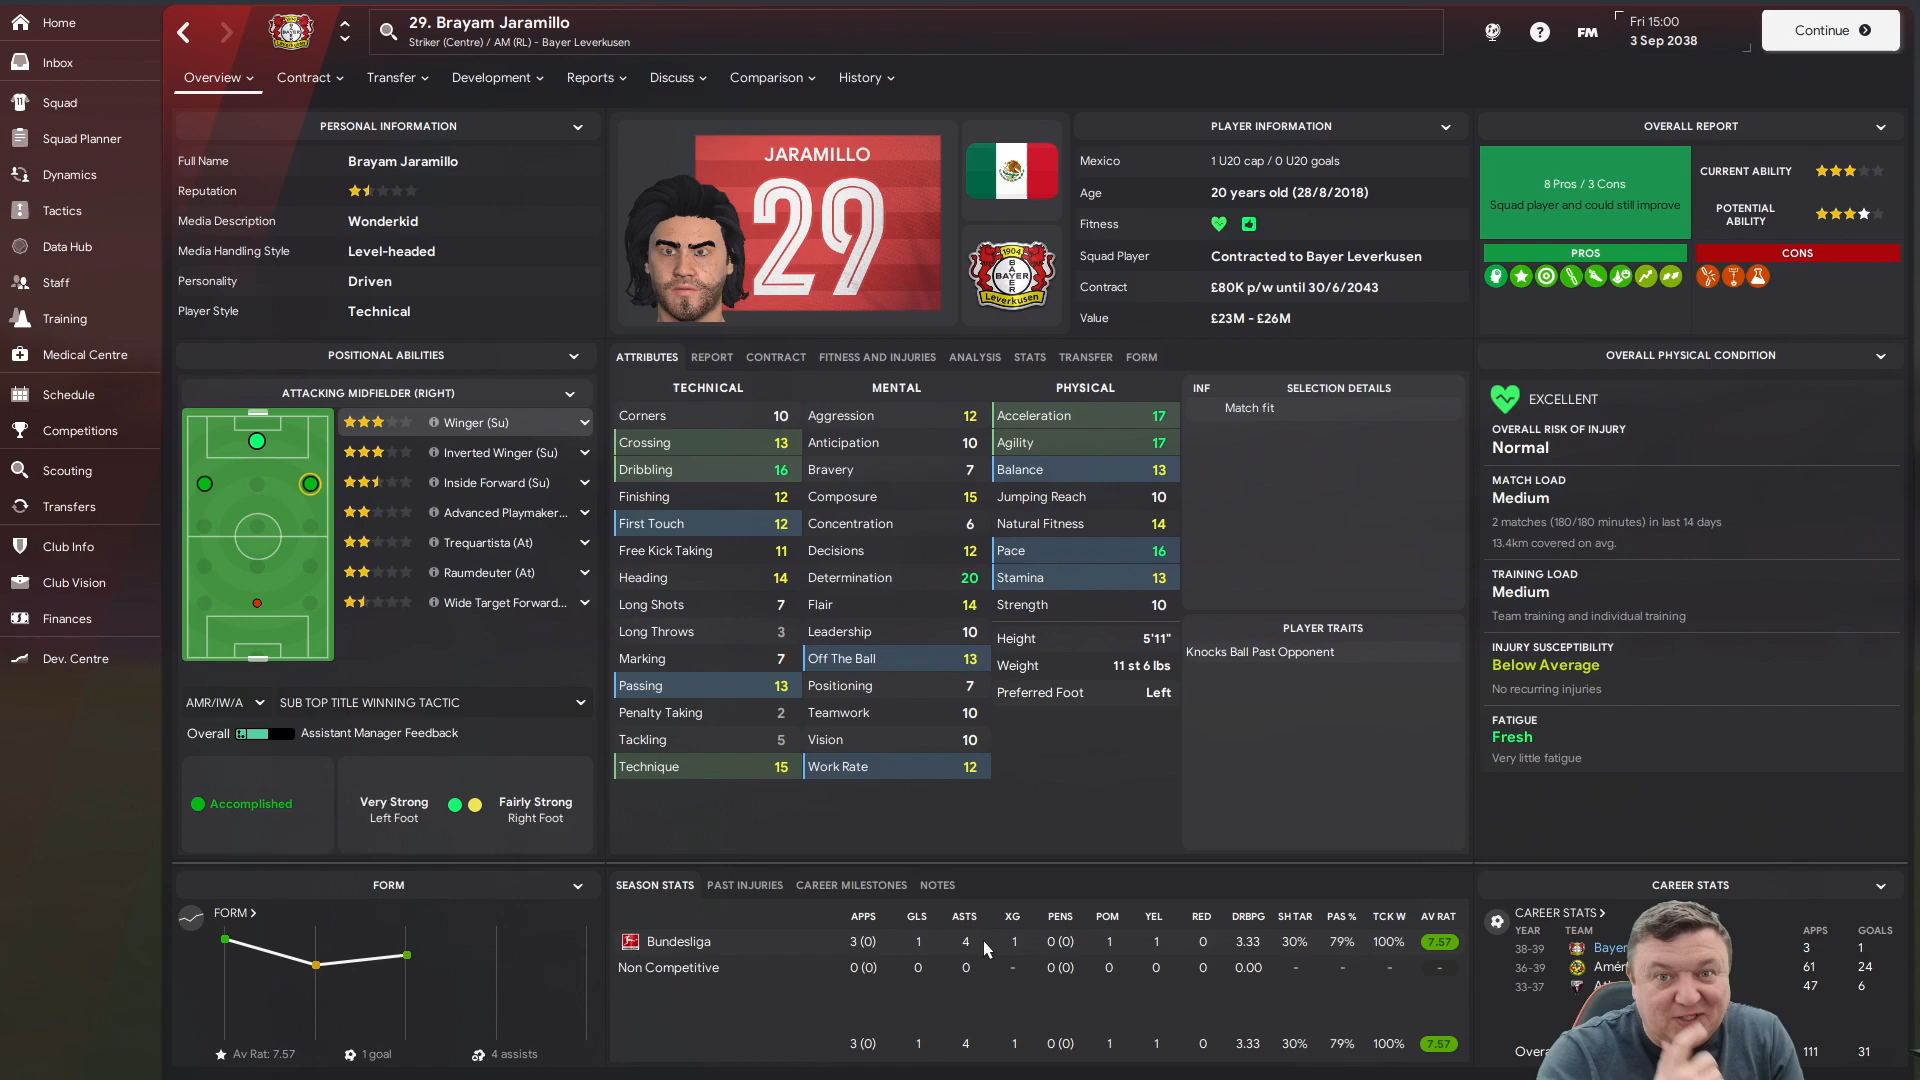 Home
Inbox
Squad
Squad Planner
Dynamics
Tactics
Data Hub
Staff
Training
Medical Centre
Schedule
Competitions
Scouting
Transfers
Club Info
Club Vision
Finances
Dev. Centre
29. Brayam Jaramillo
Striker (Centre) / AM (RL) - Bayer Leverkusen
FM
Fri 15:00
3 Sep 2038
Continue
Overview Contract Transfer Development Reports Discuss Comparison History
PERSONAL INFORMATION
Full Name Brayam Jaramillo
Reputation
Media Description Wonderkid
Media Handling Style Level-headed
Personality Driven
Player Style Technical
JARAMILLO
29
1904
BAYER
Leverkusen
PLAYER INFORMATION
Mexico 1 U20 cap / 0 U20 goals
Age 20 years old (28/8/2018)
Fitness
Squad Player Contracted to Bayer Leverkusen
Contract £80K p/w until 30/6/2043
Value £23M - £26M
OVERALL REPORT
8 Pros / 3 Cons
Squad player and could still improve
CURRENT ABILITY
POTENTIAL ABILITY
PROS CONS
POSITIONAL ABILITIES
ATTACKING MIDFIELDER (RIGHT)
Winger (Su)
Inverted Winger (Su)
Inside Forward (Su)
Advanced Playmaker...
Trequartista (At)
Raumdeuter (At)
Wide Target Forward...
AMR/IW/A SUB TOP TITLE WINNING TACTIC
Overall Assistant Manager Feedback
Accomplished
Very Strong
Left Foot
Fairly Strong
Right Foot
ATTRIBUTES REPORT CONTRACT FITNESS AND INJURIES ANALYSIS STATS TRANSFER FORM
TECHNICAL MENTAL PHYSICAL
Corners 10 Aggression 12 Acceleration 17
Crossing 13 Anticipation 10 Agility 17
Dribbling 16 Bravery 7 Balance 13
Finishing 12 Composure 15 Jumping Reach 10
First Touch 12 Concentration 6 Natural Fitness 14
Free Kick Taking 11 Decisions 12 Pace 16
Heading 14 Determination 20 Stamina 13
Long Shots 7 Flair 14 Strength 10
Long Throws 3 Leadership 10 Height 5'11"
Marking 7 Off The Ball 13 Weight 11 st 6 lbs
Passing 13 Positioning 7 Preferred Foot Left
Penalty Taking 2 Teamwork 10
Tackling 5 Vision 10
Technique 15 Work Rate 12
INF SELECTION DETAILS
Match fit
PLAYER TRAITS
Knocks Ball Past Opponent
OVERALL PHYSICAL CONDITION
EXCELLENT
OVERALL RISK OF INJURY
Normal
MATCH LOAD
Medium
2 matches (180/180 minutes) in last 14 days
13.4km covered on avg.
TRAINING LOAD
Medium
Team training and individual training
INJURY SUSCEPTIBILITY
Below Average
No recurring injuries
FATIGUE
Fresh
Very little fatigue
FORM
FORM
Av Rat: 7.57 1 goal 4 assists
SEASON STATS PAST INJURIES CAREER MILESTONES NOTES
APPS GLS ASTS XG PENS POM YEL RED DRBPG SH TAR PAS % TCK W AV RAT
Bundesliga 3 (0) 1 4 1 0 (0) 1 1 0 3.33 30% 79% 100% 7.57
Non Competitive 0 (0) 0 0 - 0 (0) 0 0 0 0.00 - - - -
3 (0) 1 4 1 0 (0) 1 1 0 3.33 30% 79% 100% 7.57
CAREER STATS
CAREER STATS
YEAR TEAM APPS GOALS
38-39 Baye 3 1
36-39 Amér 61 24
33-37 47 6
Overa 111 31